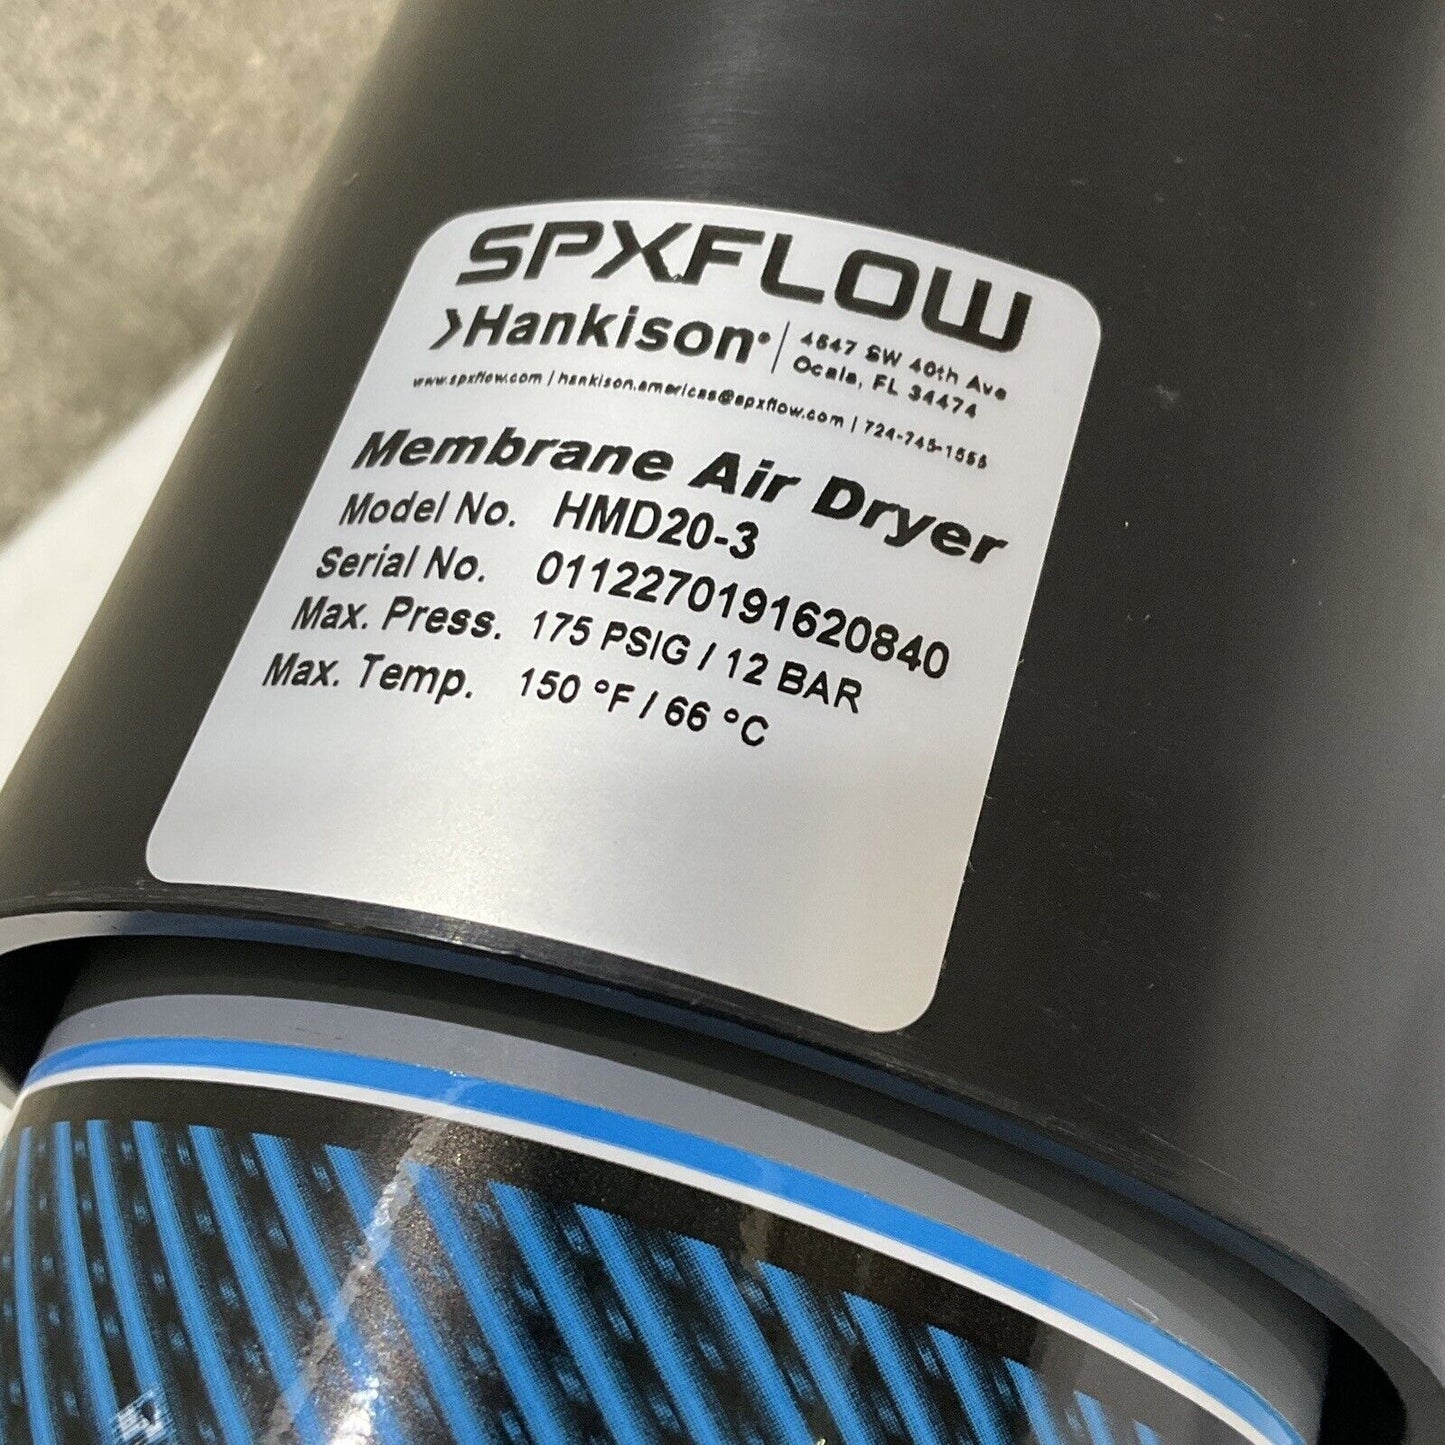 SPXFLOW
>Hankison® | 4647 SW 40th Ave
Ocala, FL 34474
www.spxflow.com | hankison.americas@spxflow.com | 724-745-1555
Membrane Air Dryer
Model No. HMD20-3
Serial No. 0112270191620840
Max. Press. 175 PSIG / 12 BAR
Max. Temp. 150 °F / 66 °C